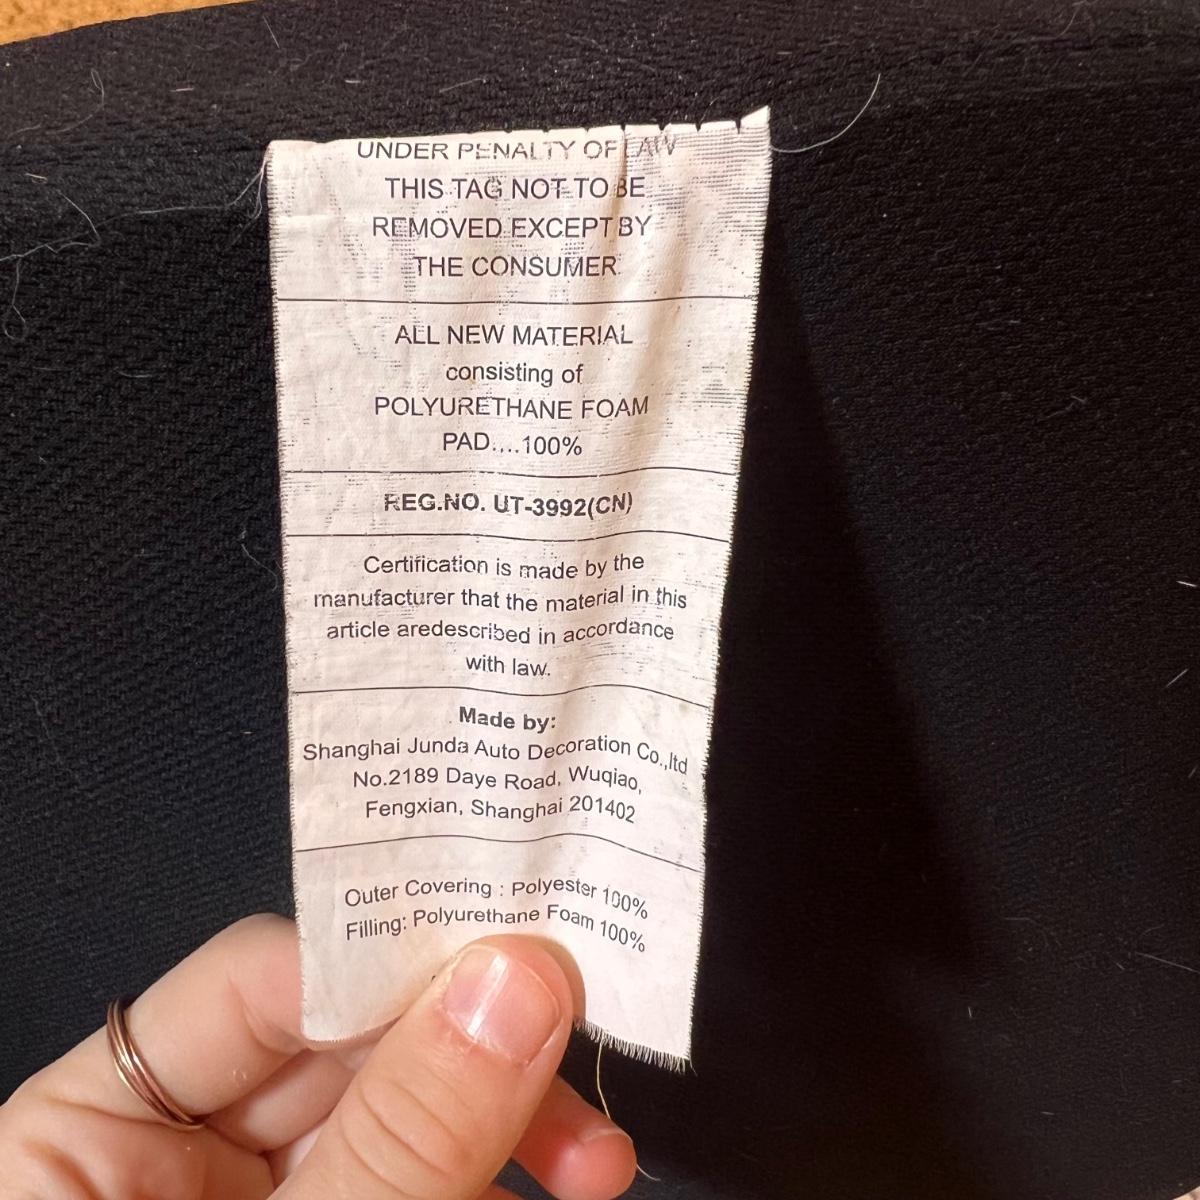 UNDER PENALTY OF LAW
THIS TAG NOT TO BE
REMOVED EXCEPT BY
THE CONSUMER
ALL NEW MATERIAL
consisting of
POLYURETHANE FOAM
PAD....100%
REG.NO. UT-3992(CN)
Certification is made by the
manufacturer that the material in this
article aredescribed in accordance
with law.
Made by:
Shanghai Junda Auto Decoration Co.,ltd
No.2189 Daye Road, Wuqiao,
Fengxian, Shanghai 201402
Outer Covering : Polyester 100%
Filling: Polyurethane Foam 100%